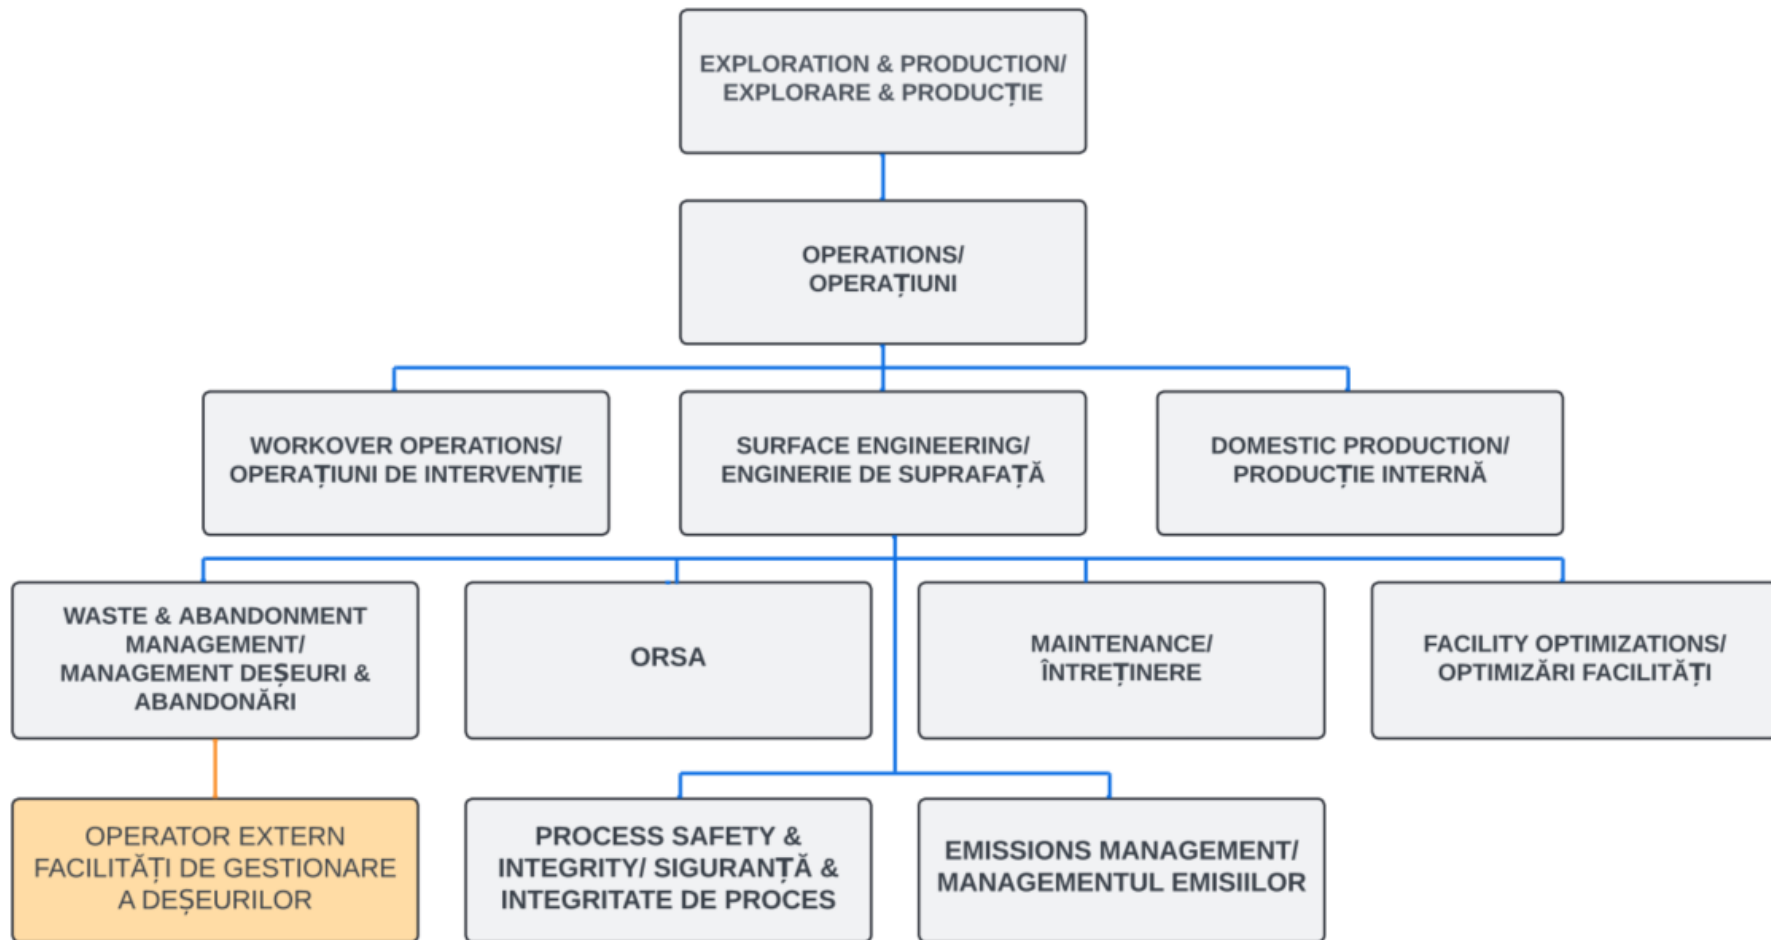 EXPLORATION & PRODUCTION/
EXPLORARE & PRODUCȚIE
OPERATIONS/
OPERAȚIUNI
WORKOVER OPERATIONS/
OPERAȚIUNI DE INTERVENȚIE
SURFACE ENGINEERING/
ENGINERIE DE SUPRAFAȚĂ
DOMESTIC PRODUCTION/
PRODUCȚIE INTERNĂ
WASTE & ABANDONMENT
MANAGEMENT/
MANAGEMENT DEȘEURI &
ABANDONĂRI
ORSA
MAINTENANCE/
ÎNTREȚINERE
FACILITY OPTIMIZATIONS/
OPTIMIZĂRI FACILITĂȚI
OPERATOR EXTERN
FACILITĂȚI DE GESTIONARE
A DEȘEURILOR
PROCESS SAFETY &
INTEGRITY/ SIGURANȚĂ &
INTEGRITATE DE PROCES
EMISSIONS MANAGEMENT/
MANAGEMENTUL EMISIILOR